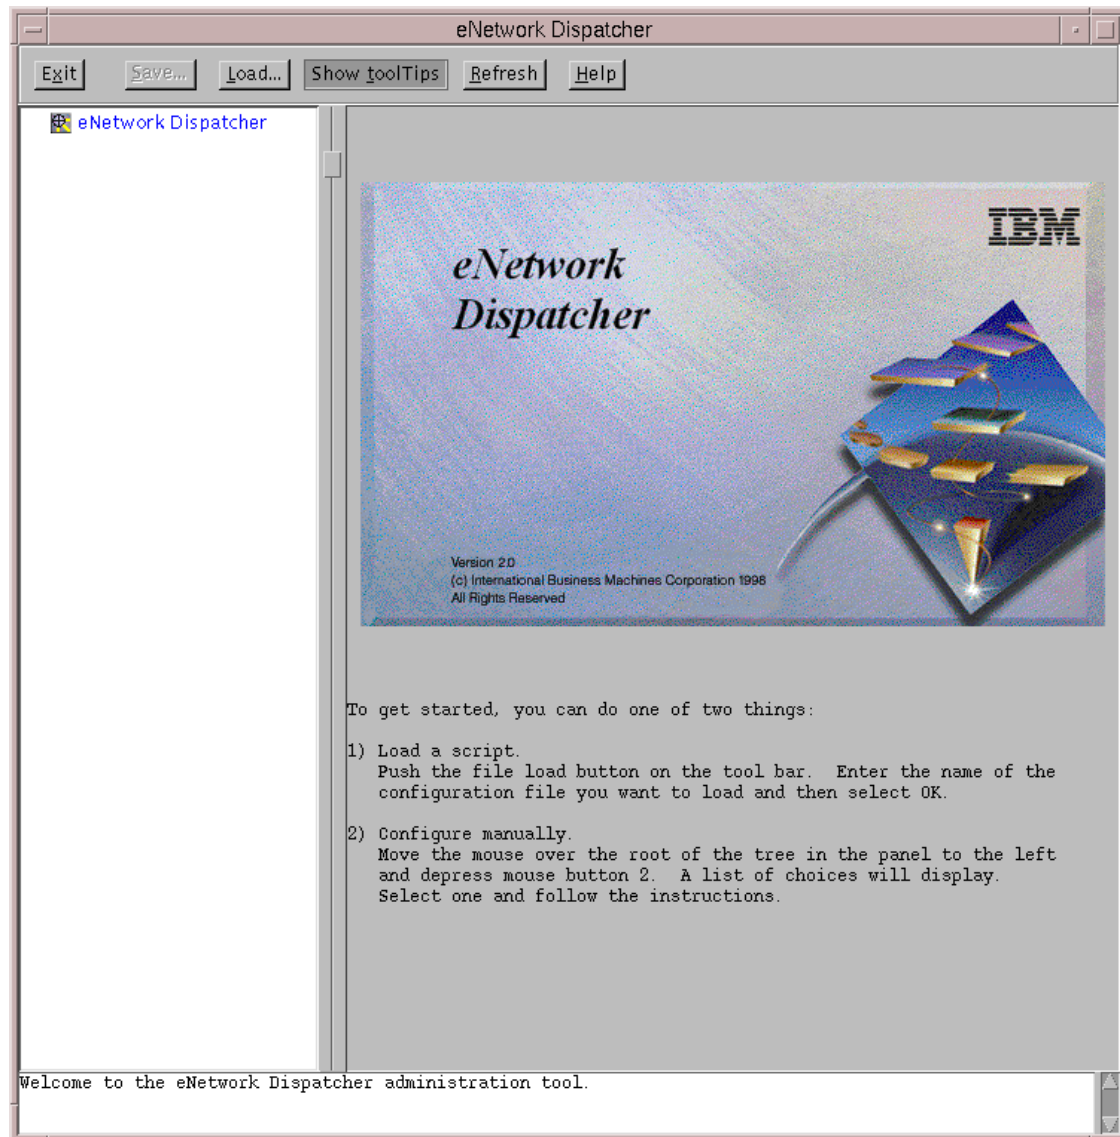 eNetwork Dispatcher
Exit Save... Load... Show toolTips Refresh Help
eNetwork Dispatcher
IBM
eNetwork
Dispatcher
Version 2.0
(c) International Business Machines Corporation 1998
All Rights Reserved
To get started, you can do one of two things:
1) Load a script.
Push the file load button on the tool bar. Enter the name of the
configuration file you want to load and then select OK.
2) Configure manually.
Move the mouse over the root of the tree in the panel to the left
and depress mouse button 2. A list of choices will display.
Select one and follow the instructions.
Welcome to the eNetwork Dispatcher administration tool.